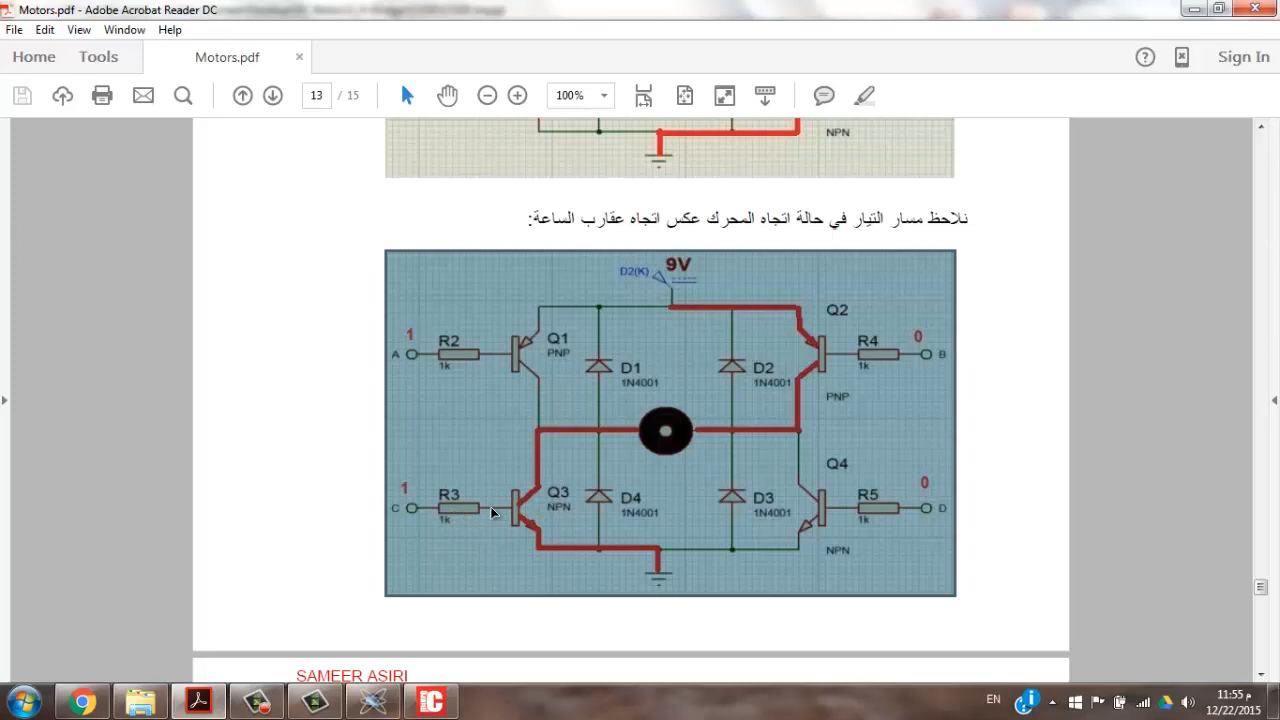 Motors.pdf - Adobe Acrobat Reader DC
File Edit View Window Help
Home Tools Motors.pdf × Sign In
13 / 15 100%
NPN
نلاحظ مسار التيار في حالة اتجاه المحرك عكس اتجاه عقارب الساعة:
D2(K) 9V
Q2
1 R2 Q1 R4 0
A PNP B
1k D1 D2 1k
1N4001 1N4001
PNP
Q4
1 R3 Q3 R5 0
C NPN D4 D3 D
1k 1N4001 1N4001 1k
NPN
SAMEER ASIRI
EN 11:55 م
12/22/2015